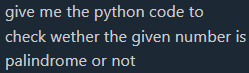 give me the python code to
check wether the given number is
palindrome or not